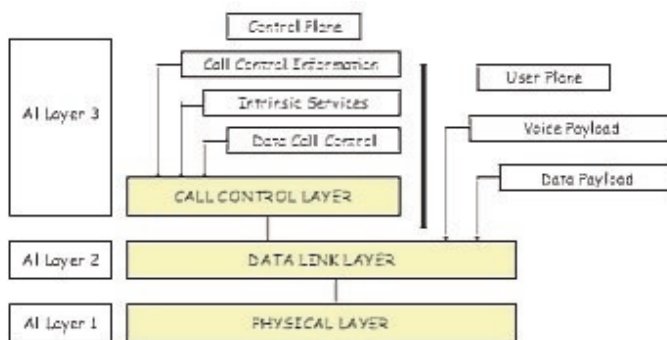 Control Plane
Call Control Information
User Plane
AI Layer 3
Intrinsic Services
Voice Payload
Data Call Control
Data Payload
CALL CONTROL LAYER
AI Layer 2
DATA LINK LAYER
AI Layer 1
PHYSICAL LAYER